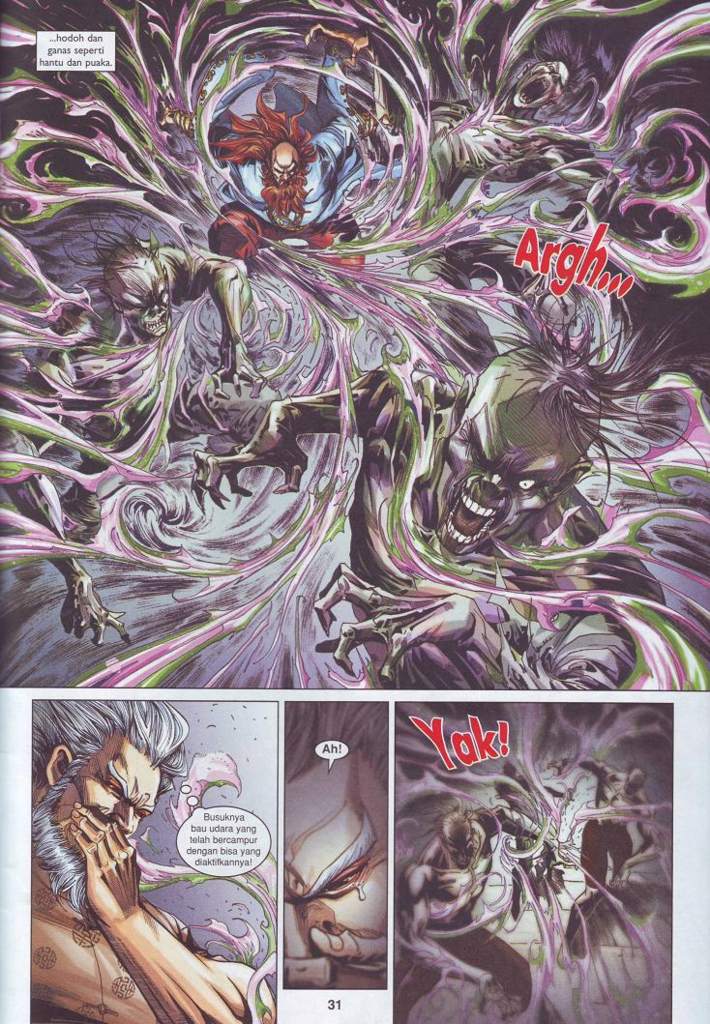 ...hodoh dan
ganas seperti
hantu dan puaka.
Argh...
Busuknya
bau udara yang
telah bercampur
dengan bisa yang
diaktifkannya!
Ah!
Yak!
31